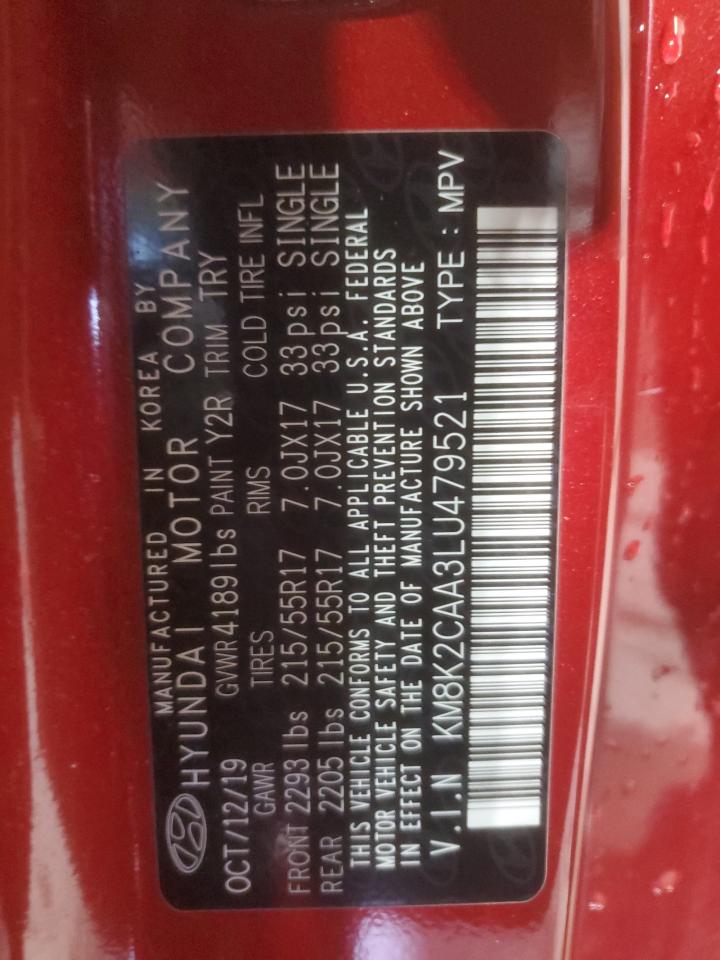 MANUFACTURED IN KOREA BY
HYUNDAI MOTOR COMPANY
OCT/12/19 GVWR4189lbs PAINT Y2R TRIM TRY
GAWR TIRES RIMS COLD TIRE INFL
FRONT 2293 lbs 215/55R17 7.0JX17 33psi SINGLE
REAR 2205 lbs 215/55R17 7.0JX17 33psi SINGLE
THIS VEHICLE CONFORMS TO ALL APPLICABLE U.S.A. FEDERAL
MOTOR VEHICLE SAFETY AND THEFT PREVENTION STANDARDS
IN EFFECT ON THE DATE OF MANUFACTURE SHOWN ABOVE
V.I.N KM8K2CAA3LU479521 TYPE : MPV